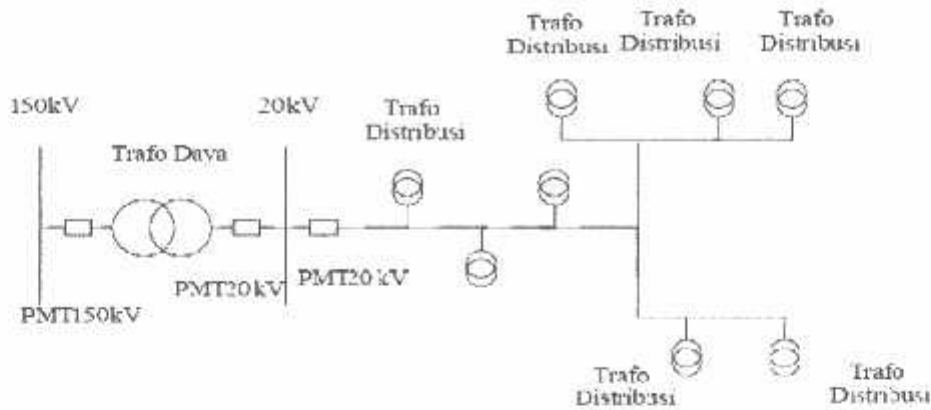 Trafo
Distribusi
Trafo
Distribusi
Trafo
Distribusi
150kV
20kV
Trafo
Distribusi
Trafo Daya
PMT20kV
PMT20kV
PMT150kV
Trafo
Distribusi
Trafo
Distribusi